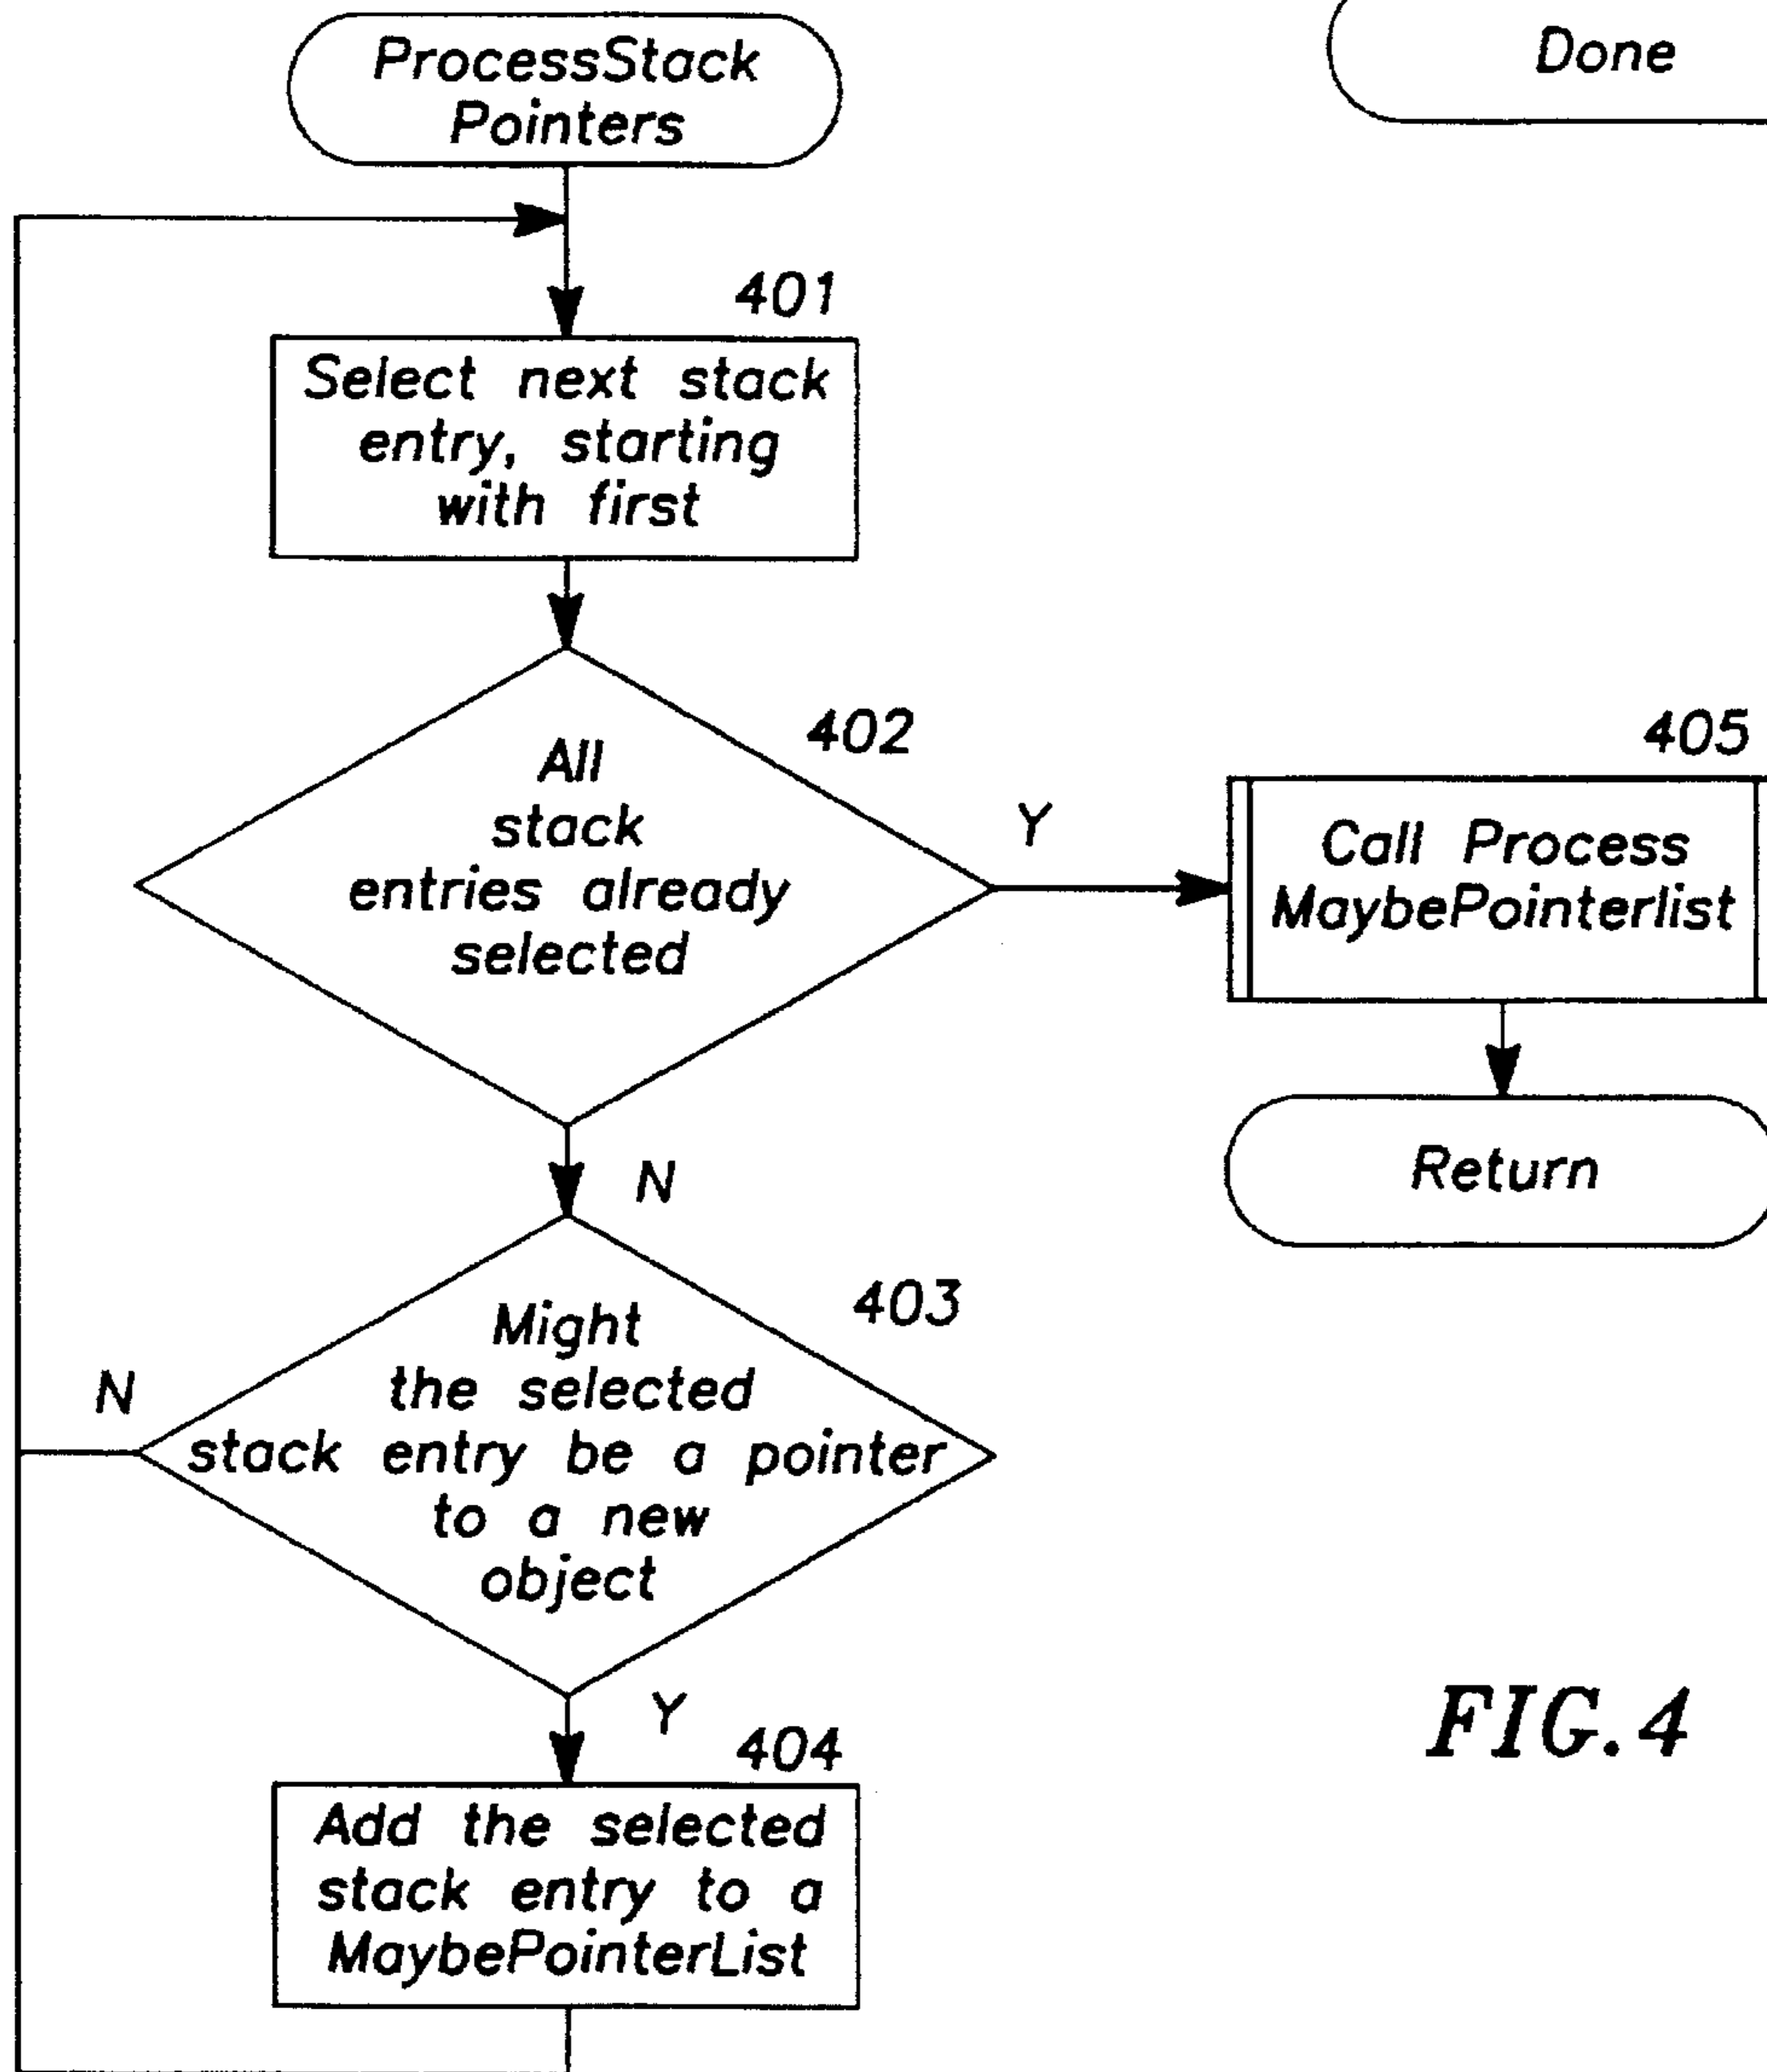 ProcessStack
Pointers
Done
401
Select next stack
entry, starting
with first
402
All
stack
entries already
selected
Y
405
Call Process
MaybePointerlist
N
Return
403
Might
the selected
stack entry be a pointer
to a new
object
N
Y
404
Add the selected
stack entry to a
MaybePointerList
FIG.4